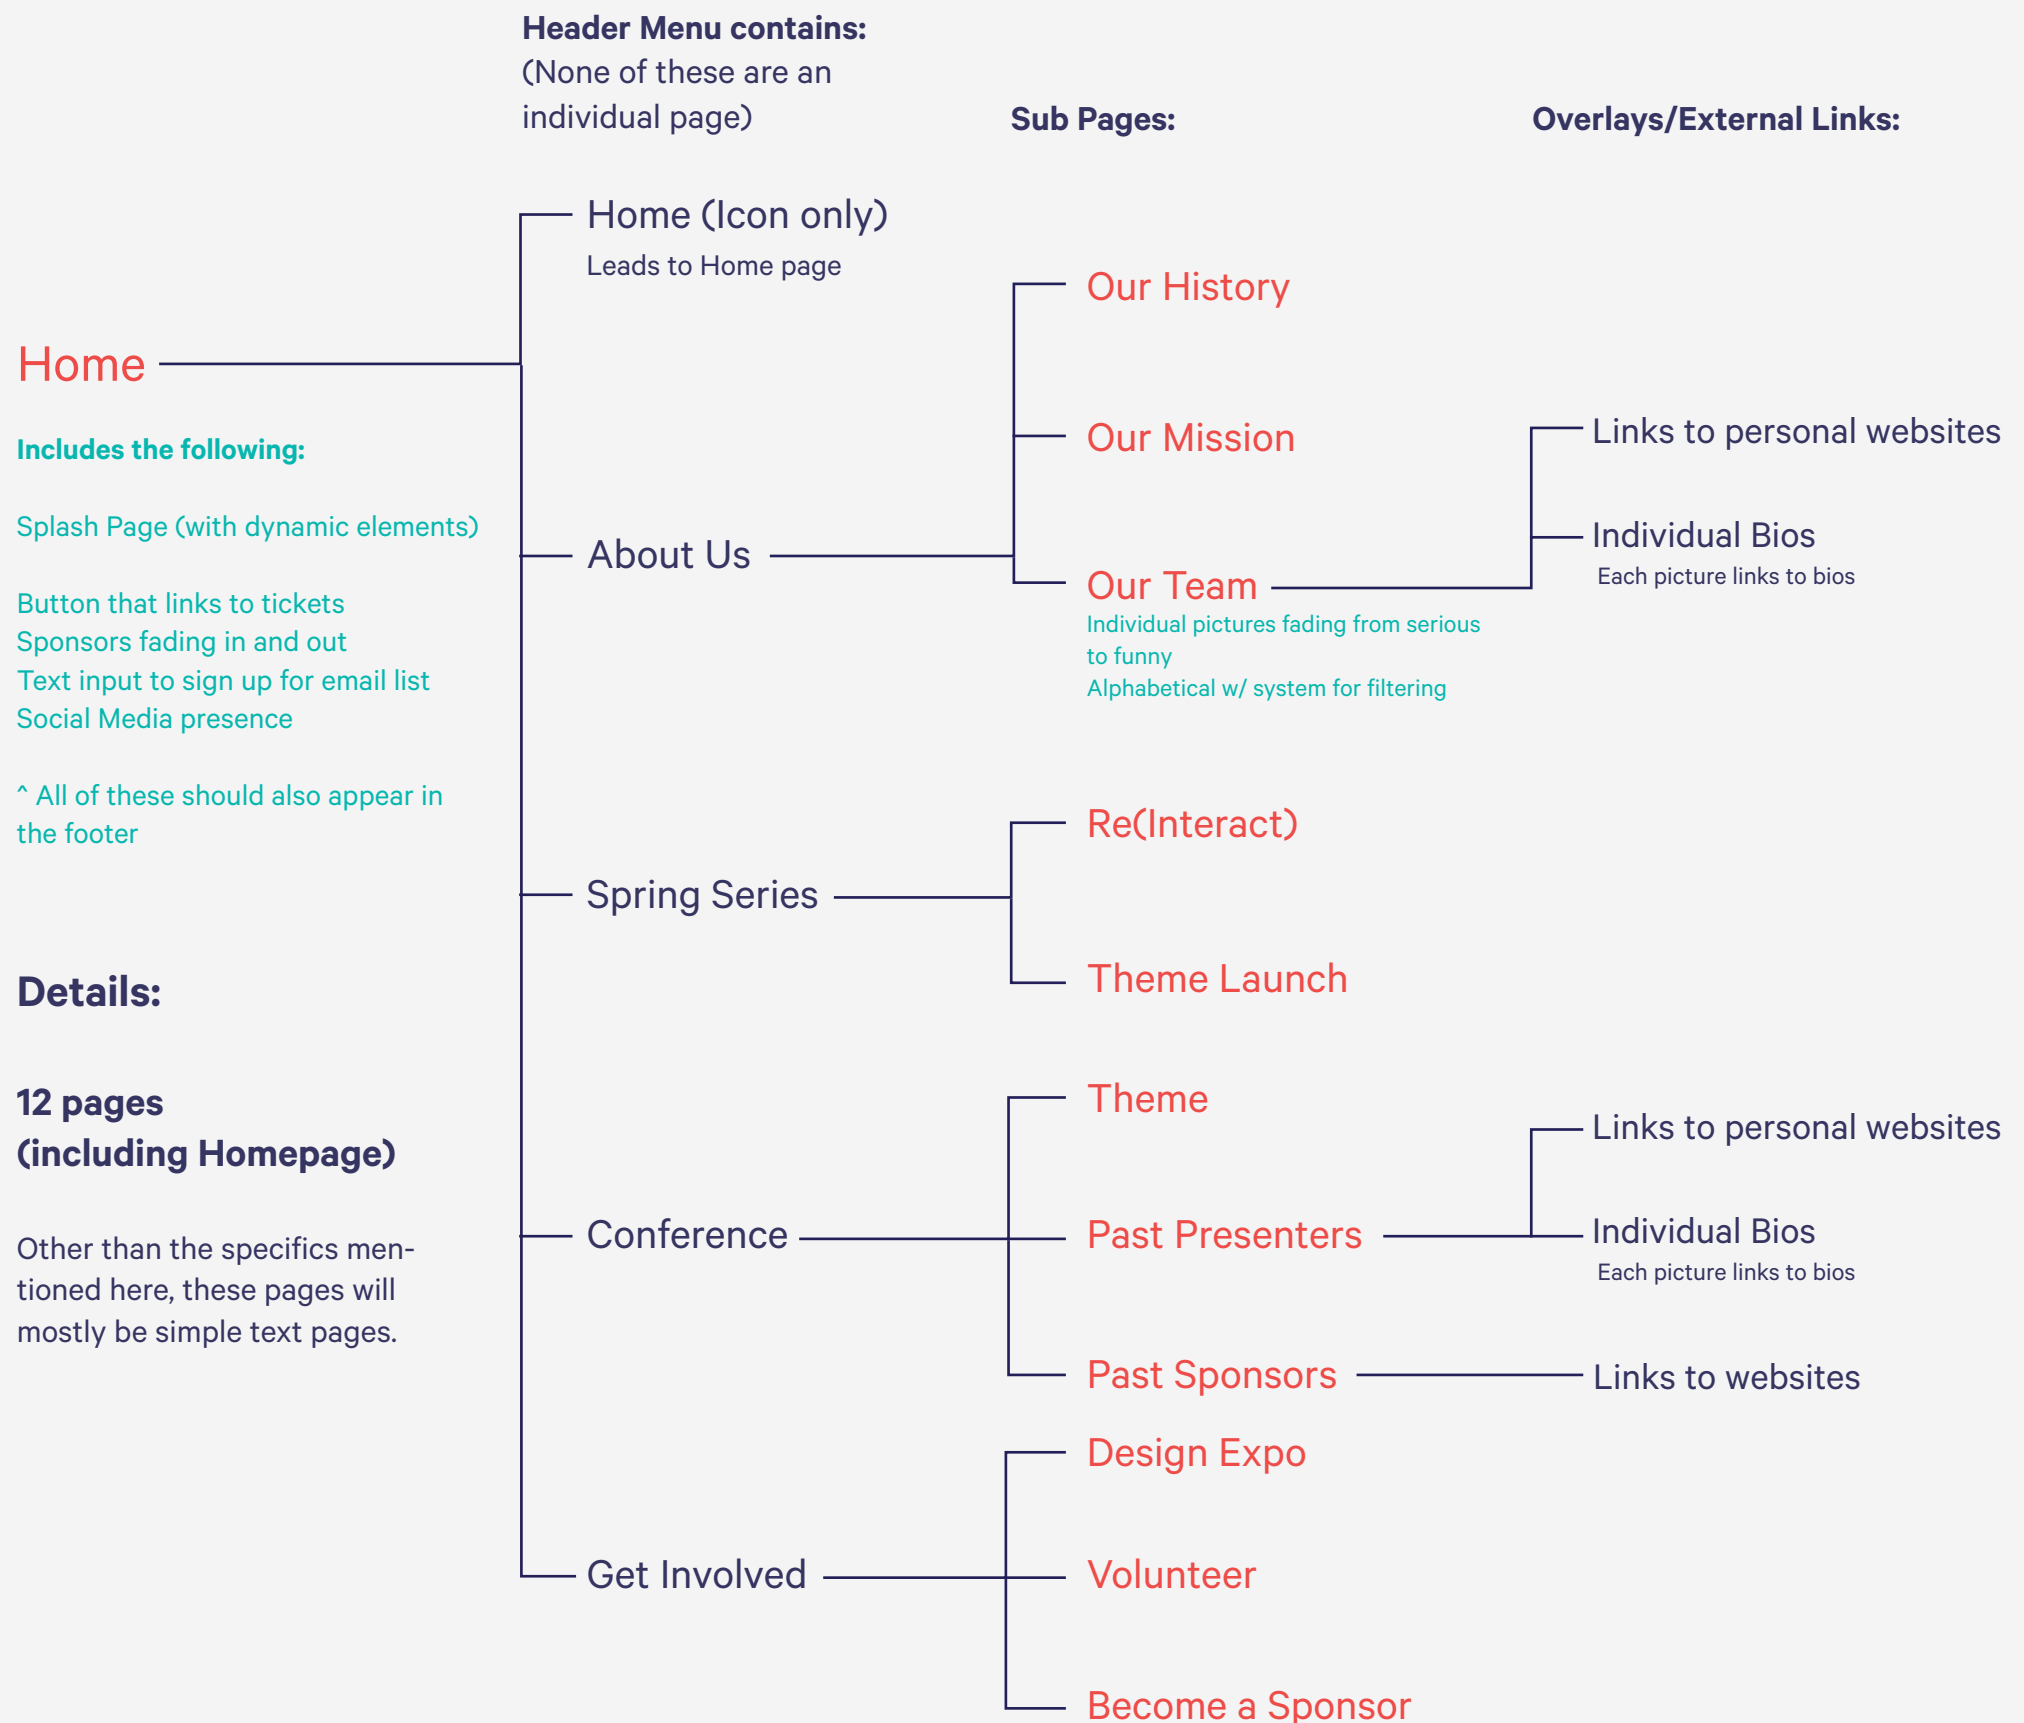 Header Menu contains:
(None of these are an
individual page)
Sub Pages:
Overlays/External Links:
Home
Includes the following:
Splash Page (with dynamic elements)
Button that links to tickets
Sponsors fading in and out
Text input to sign up for email list
Social Media presence
^ All of these should also appear in
the footer
Details:
12 pages
(including Homepage)
Other than the specifics men-
tioned here, these pages will
mostly be simple text pages.
Home (Icon only)
Leads to Home page
About Us
Our History
Our Mission
Our Team
Individual pictures fading from serious
to funny
Alphabetical w/ system for filtering
Links to personal websites
Individual Bios
Each picture links to bios
Spring Series
Re(Interact)
Theme Launch
Conference
Theme
Past Presenters
Links to personal websites
Individual Bios
Each picture links to bios
Past Sponsors
Links to websites
Get Involved
Design Expo
Volunteer
Become a Sponsor